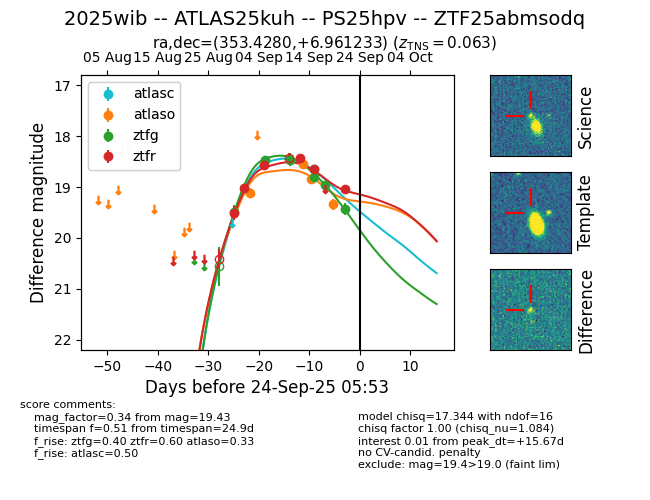 2025wib -- ATLAS25kuh -- PS25hpv -- ZTF25abmsodq
ra,dec=(353.4280,+6.961233) (z_TNS = 0.063)
05 Aug 15 Aug 25 Aug 04 Sep 14 Sep 24 Sep 04 Oct
17
18
19
20
21
22
Difference magnitude
atlasc
atlaso
ztfg
ztfr
−50 −40 −30 −20 −10 0 10
Days before 24-Sep-25 05:53
Science
Template
Difference
score comments:
mag_factor=0.34 from mag=19.43
timespan f=0.51 from timespan=24.9d
f_rise: ztfg=0.40 ztfr=0.60 atlaso=0.33
f_rise: atlasc=0.50
model chisq=17.344 with ndof=16
chisq factor 1.00 (chisq_nu=1.084)
interest 0.01 from peak_dt=+15.67d
no CV-candid. penalty
exclude: mag=19.4>19.0 (faint lim)